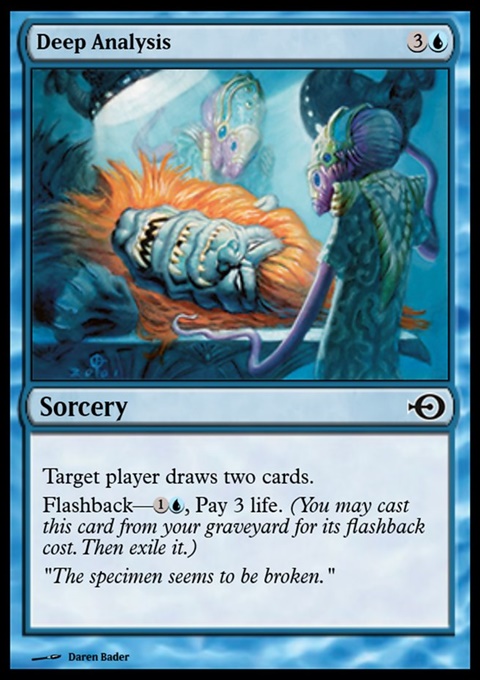 Deep Analysis 3
Sorcery
Target player draws two cards.
Flashback—1, Pay 3 life. (You may cast
this card from your graveyard for its flashback
cost. Then exile it.)
"The specimen seems to be broken."
Daren Bader